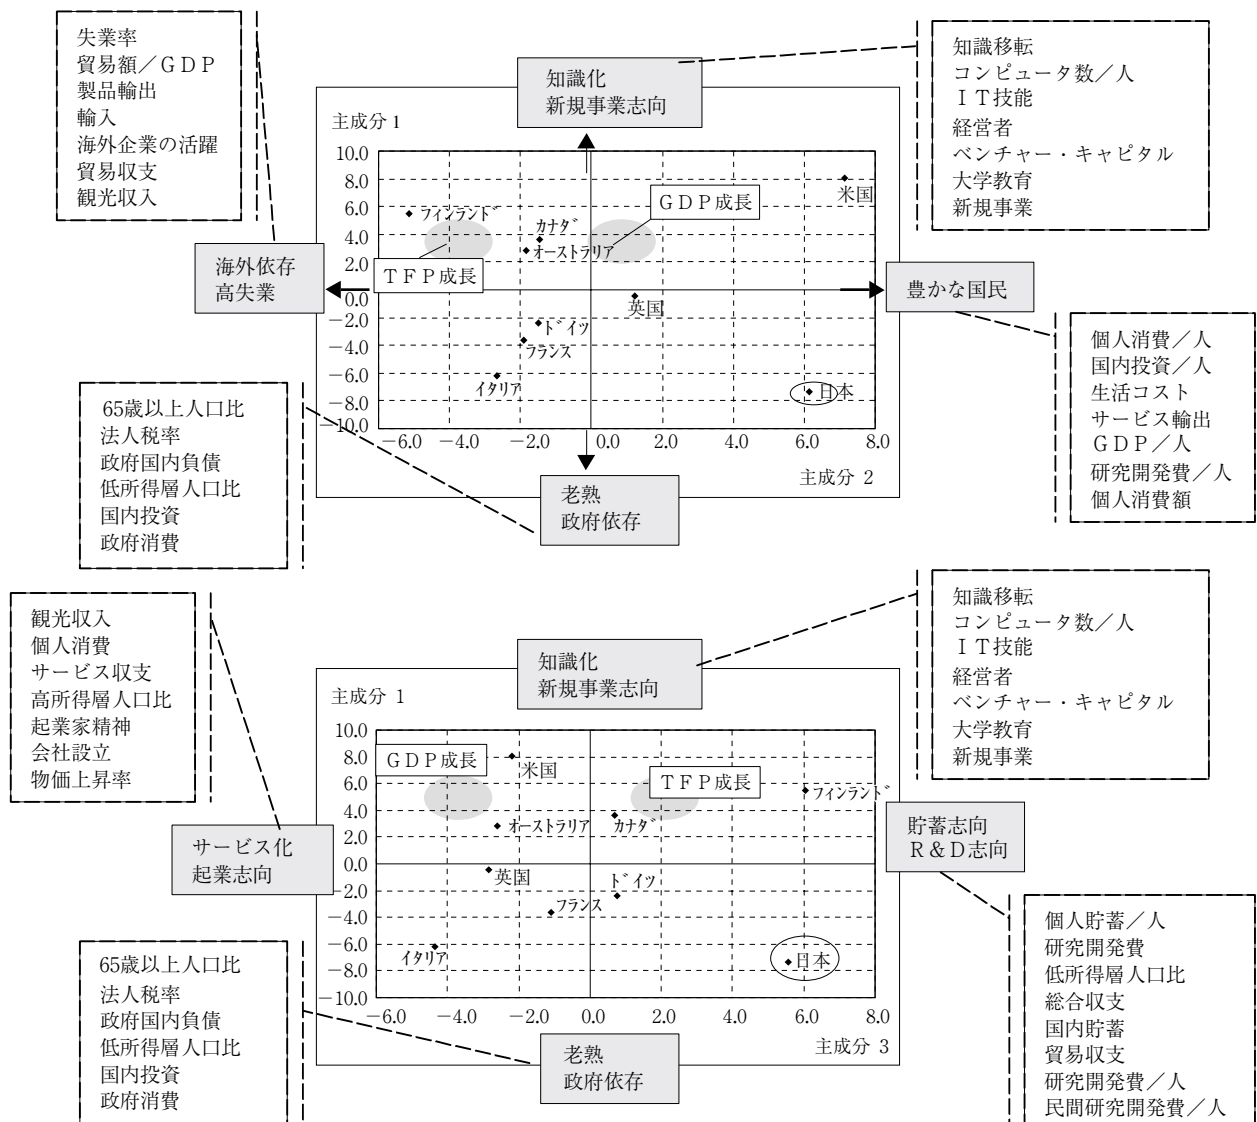 失業率
貿易額／ＧＤＰ
製品輸出
輸入
海外企業の活躍
貿易収支
観光収入
知識化
新規事業志向
知識移転
コンピュータ数／人
ＩＴ技能
経営者
ベンチャー・キャピタル
大学教育
新規事業
主成分 1
10.0
8.0
6.0
4.0
2.0
0.0
－2.0
－4.0
－6.0
－8.0
－10.0
米国
フィンランド
カナダ
オーストラリア
ＧＤＰ成長
ＴＦＰ成長
英国
ドイツ
フランス
イタリア
日本
海外依存
高失業
豊かな国民
－6.0
－4.0
－2.0
0.0
2.0
4.0
6.0
8.0
主成分 2
個人消費／人
国内投資／人
生活コスト
サービス輸出
ＧＤＰ／人
研究開発費／人
個人消費額
65歳以上人口比
法人税率
政府国内負債
低所得層人口比
国内投資
政府消費
老熟
政府依存
観光収入
個人消費
サービス収支
高所得層人口比
起業家精神
会社設立
物価上昇率
知識化
新規事業志向
知識移転
コンピュータ数／人
ＩＴ技能
経営者
ベンチャー・キャピタル
大学教育
新規事業
主成分 1
10.0
8.0
6.0
4.0
2.0
0.0
－2.0
－4.0
－6.0
－8.0
－10.0
ＧＤＰ成長
米国
ＴＦＰ成長
フィンランド
オーストラリア
カナダ
英国
ドイツ
フランス
イタリア
日本
サービス化
起業志向
貯蓄志向
Ｒ＆Ｄ志向
－6.0
－4.0
－2.0
0.0
2.0
4.0
6.0
8.0
主成分 3
65歳以上人口比
法人税率
政府国内負債
低所得層人口比
国内投資
政府消費
老熟
政府依存
個人貯蓄／人
研究開発費
低所得層人口比
総合収支
国内貯蓄
貿易収支
研究開発費／人
民間研究開発費／人